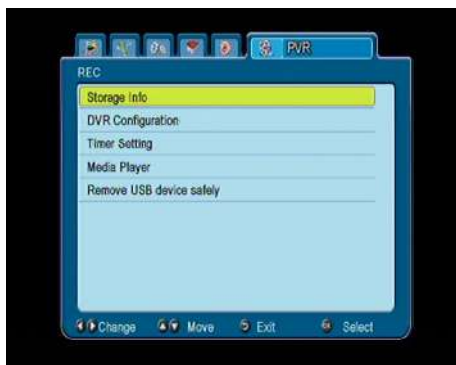 PVR
REC
Storage Info
DVR Configuration
Timer Setting
Media Player
Remove USB device safely
Change Move Exit Select